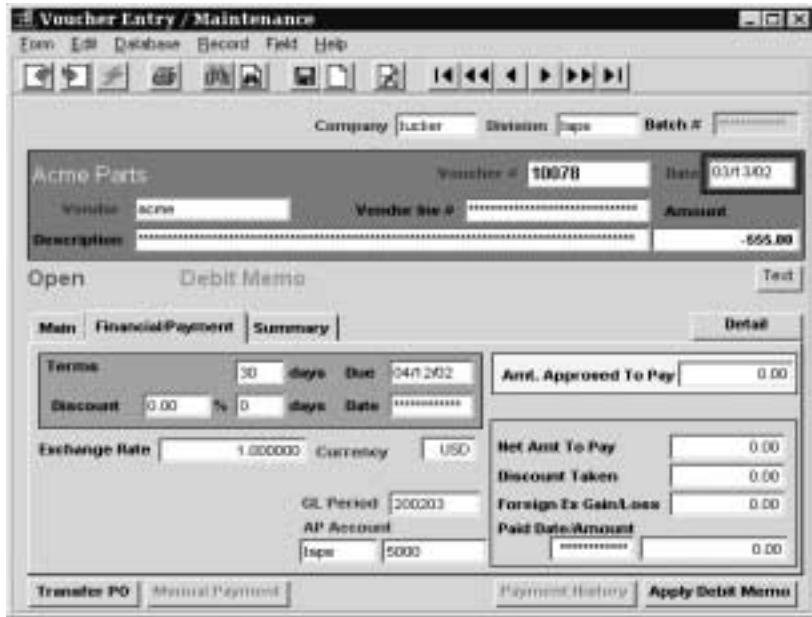 Voucher Entry / Maintenance
Form Edit Database Record Field Help
Company tucker Division taps Batch # ************
Acme Parts Voucher # 10078 Date 03/13/02
Vendor acme Vendor Inv # ****************************** Amount
Description -555.00
Open Debit Memo Text
Main Financial/Payment Summary Detail
Terms 30 days Due 04/12/02 Amt. Approved To Pay 0.00
Discount 0.00 % 0 days Date ************
Exchange Rate 1.000000 Currency USD Net Amt To Pay 0.00
Discount Taken 0.00
GL Period 200203 Foreign Ex Gain/Loss 0.00
AP Account Paid Date/Amount
taps 5000 ************ 0.00
Transfer PO Manual Payment Payment History Apply Debit Memo